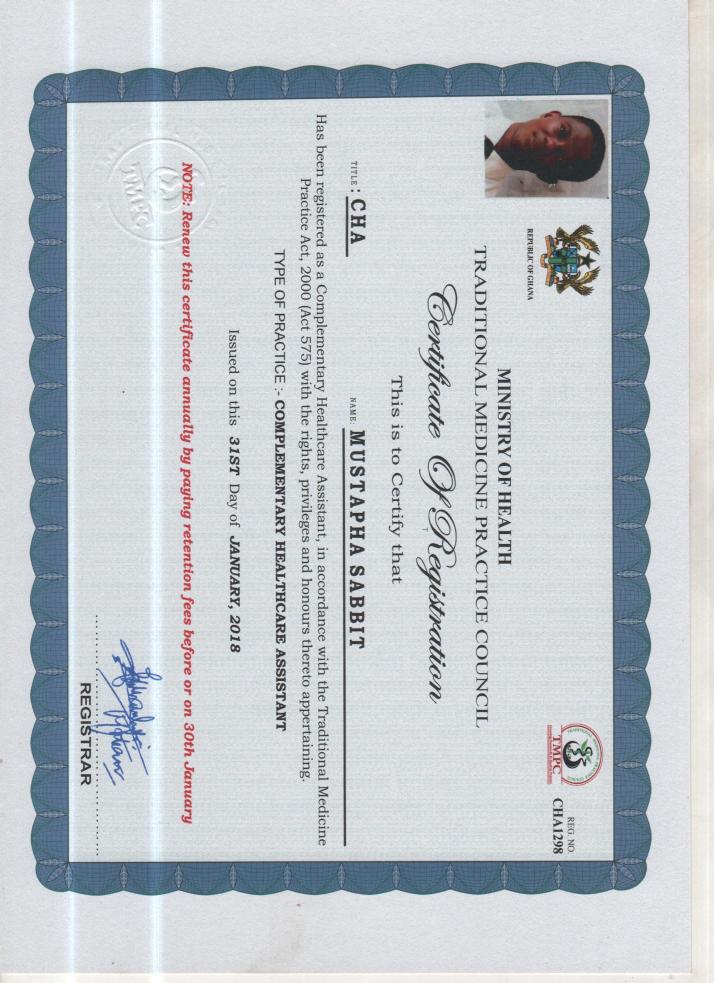 REPUBLIC OF GHANA
TMPC
REG. NO.
CHA1298
MINISTRY OF HEALTH
TRADITIONAL MEDICINE PRACTICE COUNCIL
Certificate Of Registration
This is to Certify that
TITLE : CHA NAME: MUSTAPHA SABBIT
Has been registered as a Complementary Healthcare Assistant, in accordance with the Traditional Medicine
Practice Act, 2000 (Act 575) with the rights, privileges and honours thereto appertaining.
TYPE OF PRACTICE :- COMPLEMENTARY HEALTHCARE ASSISTANT
Issued on this 31ST Day of JANUARY, 2018
NOTE: Renew this certificate annually by paying retention fees before or on 30th January
TMPC
REGISTRAR